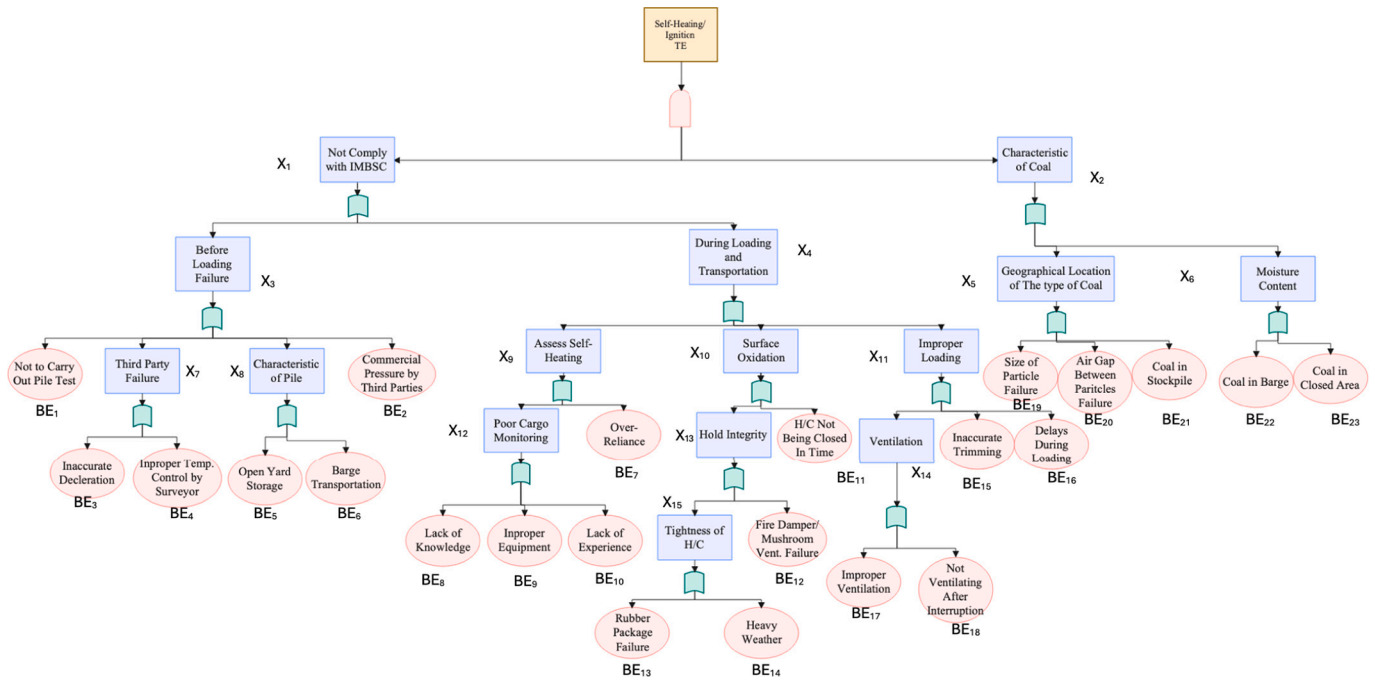 Self-Heating/
Ignition
TE
Not Comply
with IMBSC
X₁
Characteristic
of Coal
X₂
Before
Loading
Failure
X₃
During Loading
and
Transportation
X₄
Geographical Location
of The type of Coal
X₅
Moisture
Content
X₆
Not to Carry
Out Pile Test
BE₁
Third Party
Failure
X₇
Characteristic
of Pile
X₈
Commercial
Pressure by
Third Parties
BE₂
Assess Self-
Heating
X₉
Surface
Oxidation
X₁₀
Improper
Loading
X₁₁
Size of
Particle
Failure
BE₁₉
Air Gap
Between
Paritcles
Failure
BE₂₀
Coal in
Stockpile
BE₂₁
Coal in Barge
BE₂₂
Coal in
Closed Area
BE₂₃
Inaccurate
Decleration
BE₃
Inproper Temp.
Control by
Surveyor
BE₄
Open Yard
Storage
BE₅
Barge
Transportation
BE₆
Poor Cargo
Monitoring
X₁₂
Over-
Reliance
BE₇
Hold Integrity
X₁₃
H/C Not
Being Closed
In Time
BE₁₁
Ventilation
X₁₄
Inaccurate
Trimming
BE₁₅
Delays
During
Loading
BE₁₆
Lack of
Knowledge
BE₈
Inproper
Equipment
BE₉
Lack of
Experience
BE₁₀
Tightness of
H/C
X₁₅
Fire Damper/
Mushroom
Vent. Failure
BE₁₂
Improper
Ventilation
BE₁₇
Not
Ventilating
After
Interruption
BE₁₈
Rubber
Package
Failure
BE₁₃
Heavy
Weather
BE₁₄